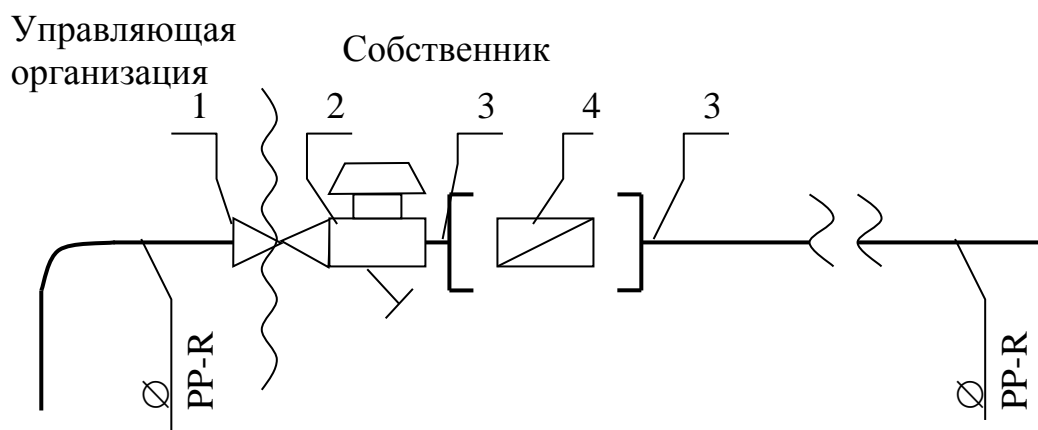 Управляющая
организация
Собственник
1
2
3
4
3
∅ PP-R
∅ PP-R